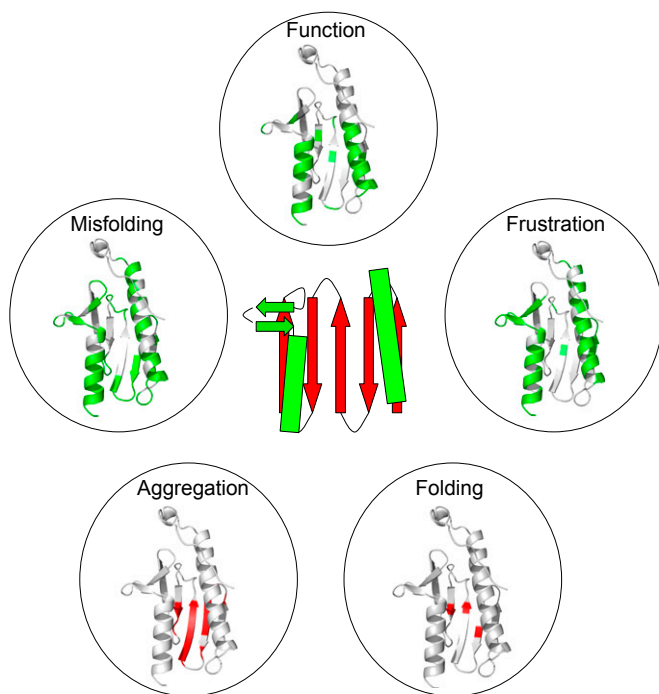 Function
Misfolding
Frustration
Aggregation
Folding